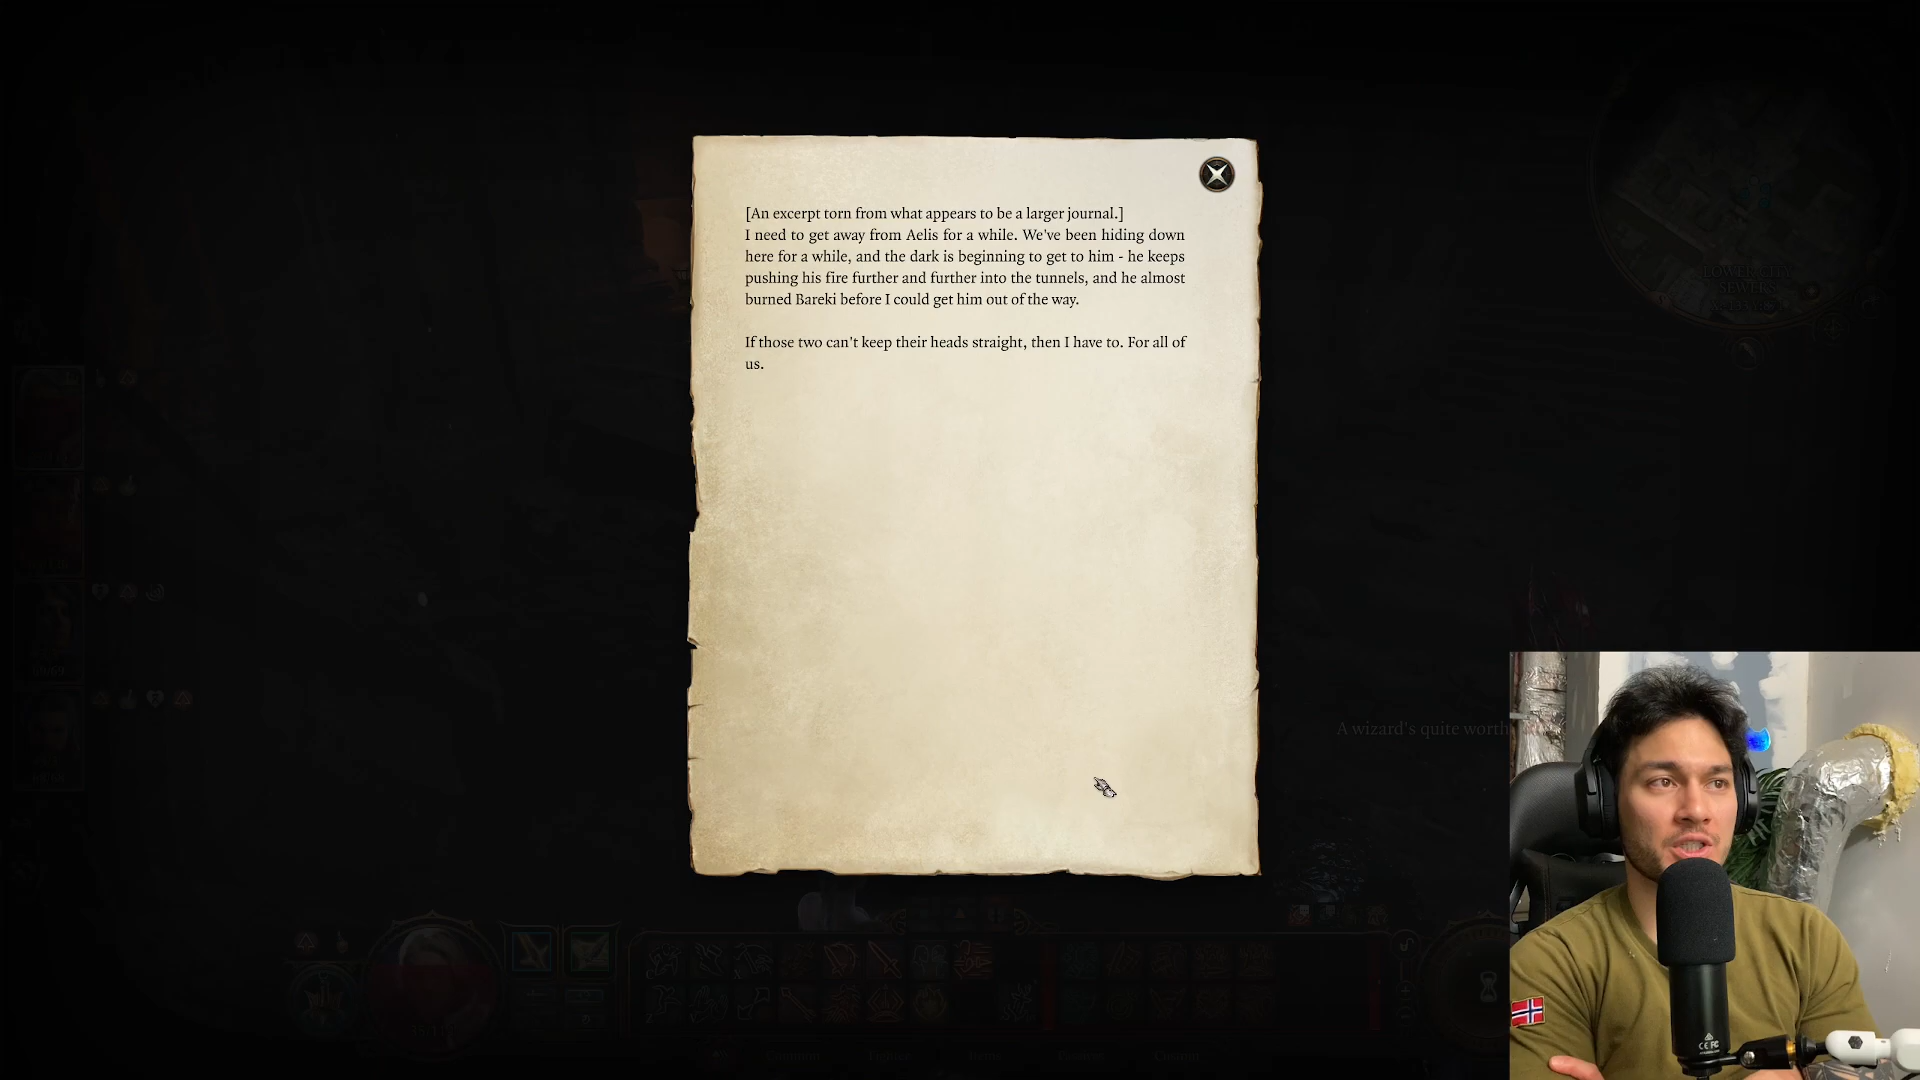 [An excerpt torn from what appears to be a larger journal.]
I need to get away from Aelis for a while. We've been hiding down
here for a while, and the dark is beginning to get to him - he keeps
pushing his fire further and further into the tunnels, and he almost
burned Bareki before I could get him out of the way.
If those two can't keep their heads straight, then I have to. For all of
us.
LOWER CITY
SEWERS
A wizard's quite worth